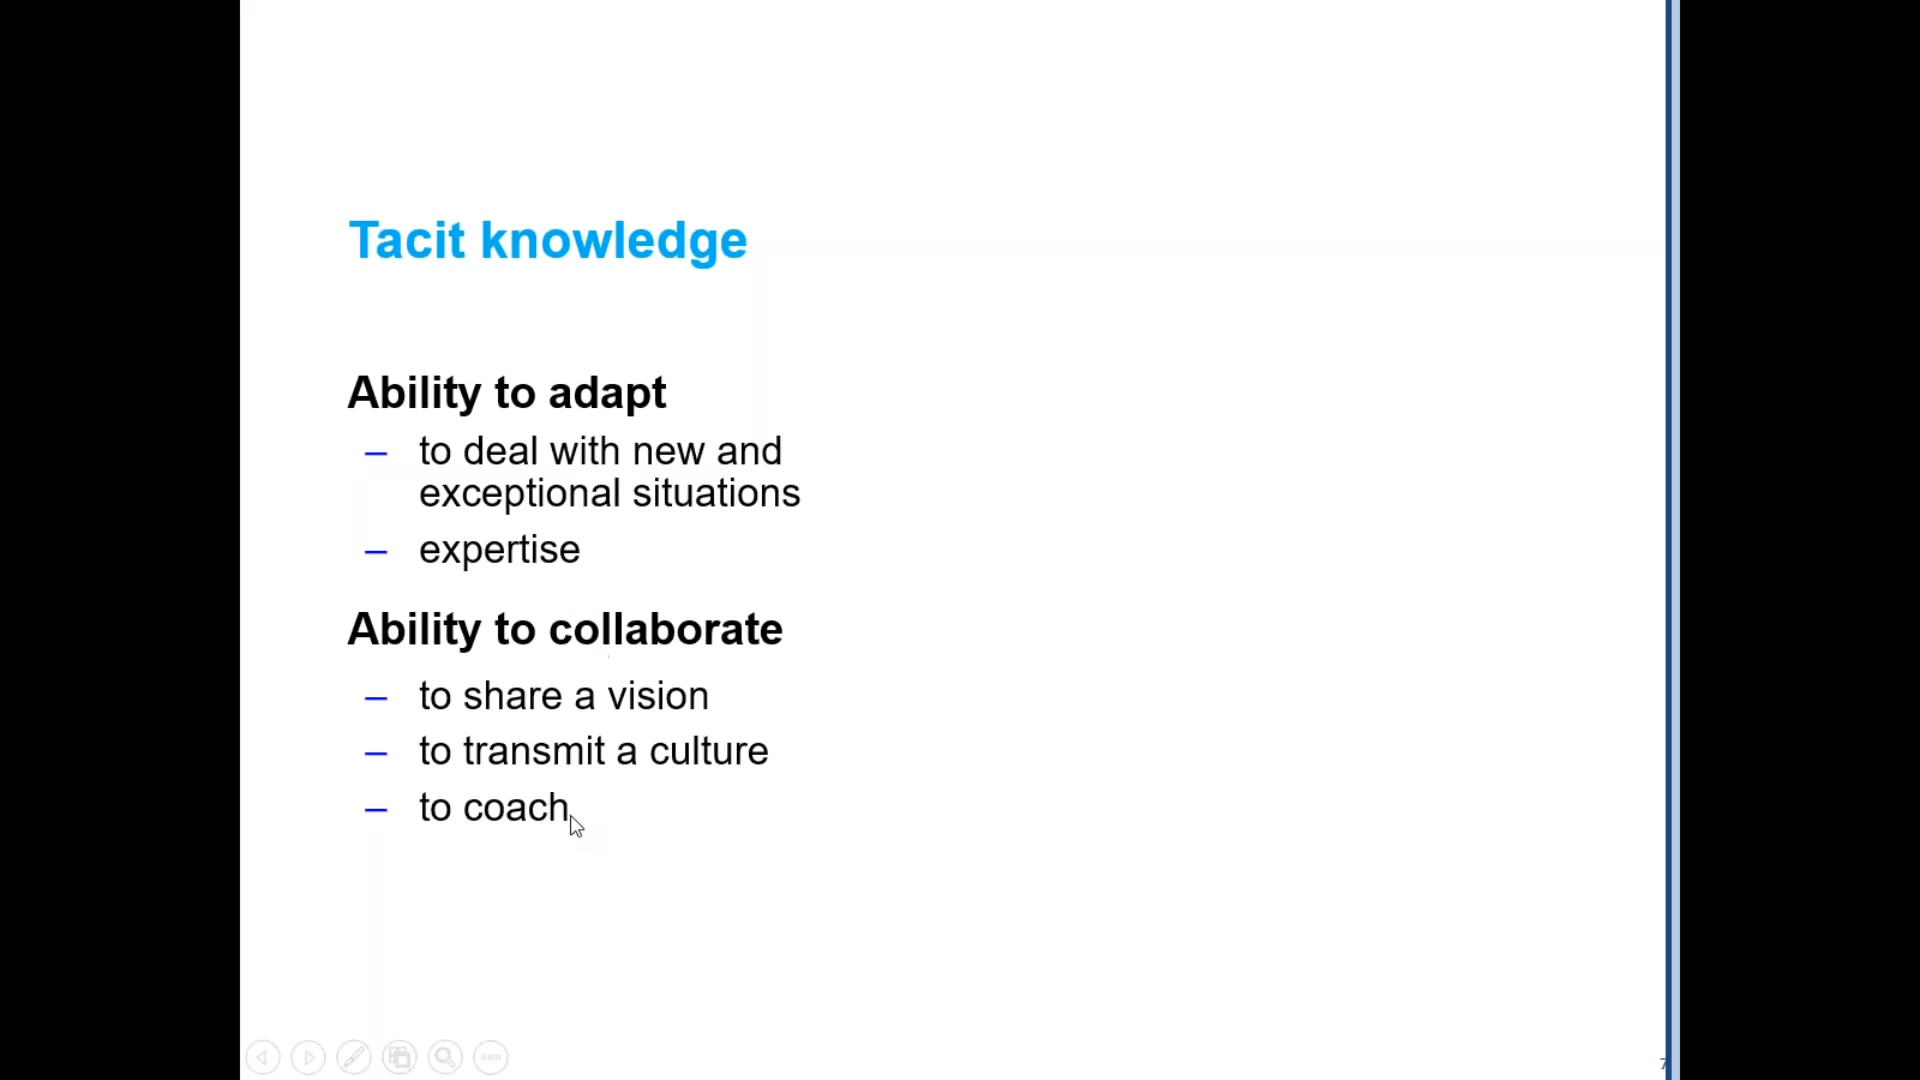 Tacit knowledge
Ability to adapt
– to deal with new and
exceptional situations
– expertise
Ability to collaborate
– to share a vision
– to transmit a culture
– to coach